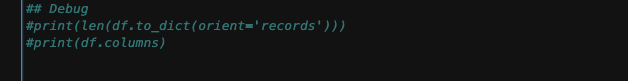 ## Debug
#print(len(df.to_dict(orient='records')))
#print(df.columns)